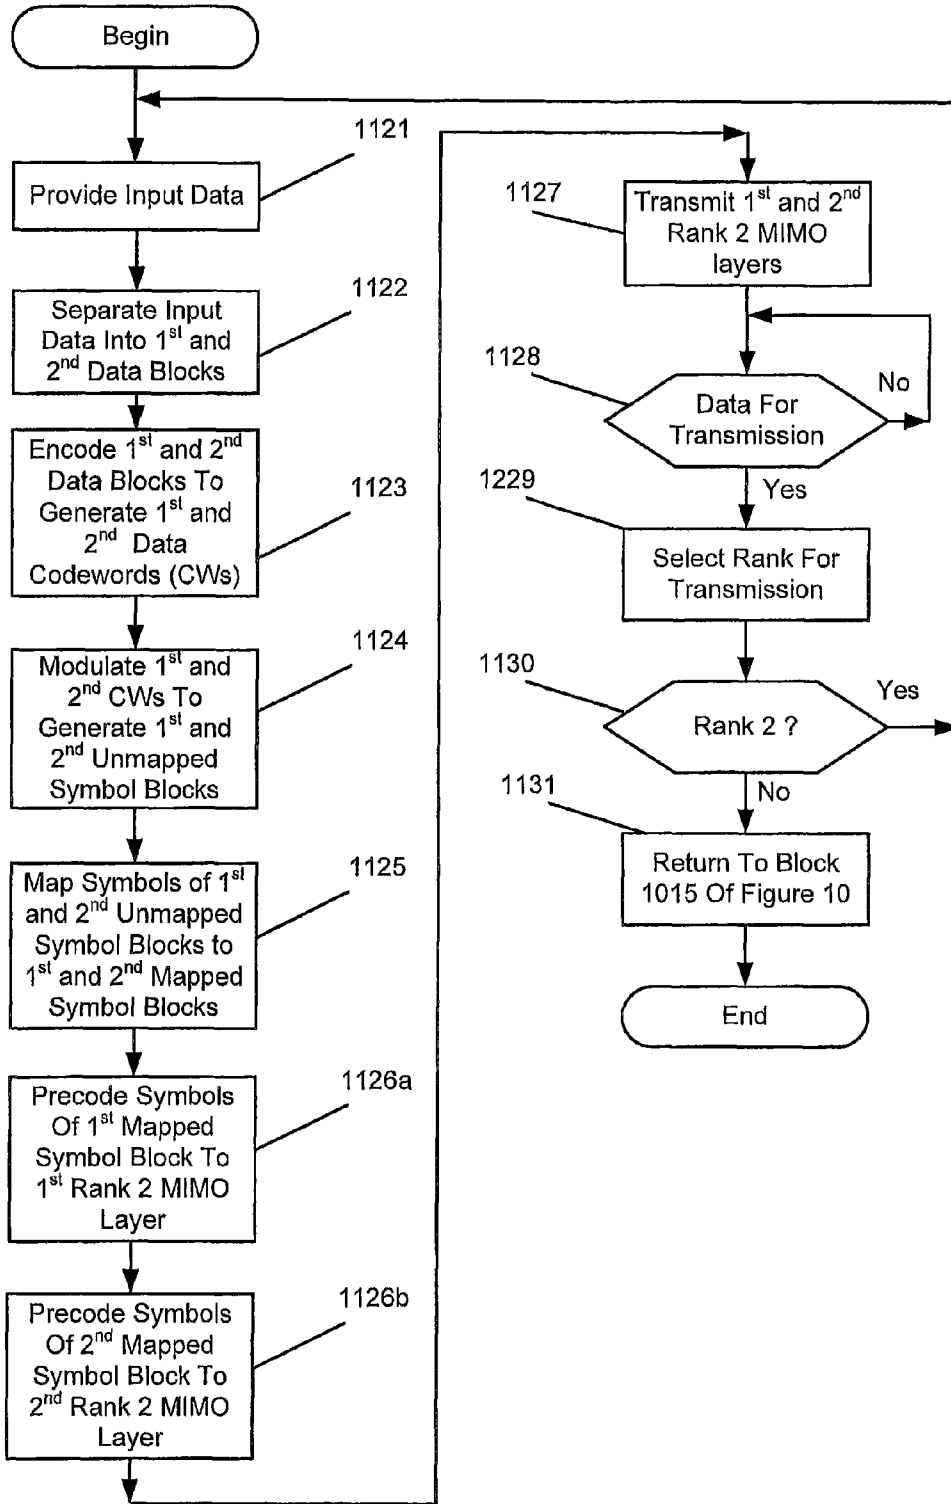 Begin
1121
Provide Input Data
1122
Separate Input
Data Into 1st and
2nd Data Blocks
Encode 1st and 2nd
Data Blocks To
Generate 1st and
2nd Data
Codewords (CWs)
1123
Modulate 1st and
2nd CWs To
Generate 1st and
2nd Unmapped
Symbol Blocks
1124
Map Symbols of 1st
and 2nd Unmapped
Symbol Blocks to
1st and 2nd Mapped
Symbol Blocks
1125
Precode Symbols
Of 1st Mapped
Symbol Block To
1st Rank 2 MIMO
Layer
1126a
Precode Symbols
Of 2nd Mapped
Symbol Block To
2nd Rank 2 MIMO
Layer
1126b
1127
Transmit 1st and 2nd
Rank 2 MIMO
layers
1128
Data For
Transmission
No
Yes
1229
Select Rank For
Transmission
1130
Rank 2 ?
Yes
No
1131
Return To Block
1015 Of Figure 10
End